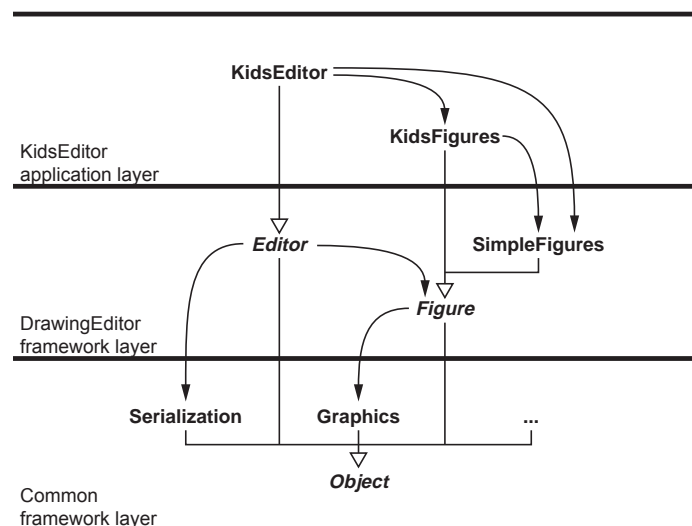 KidsEditor
KidsFigures
KidsEditor
application layer
Editor
SimpleFigures
Figure
DrawingEditor
framework layer
Serialization
Graphics
...
Object
Common
framework layer